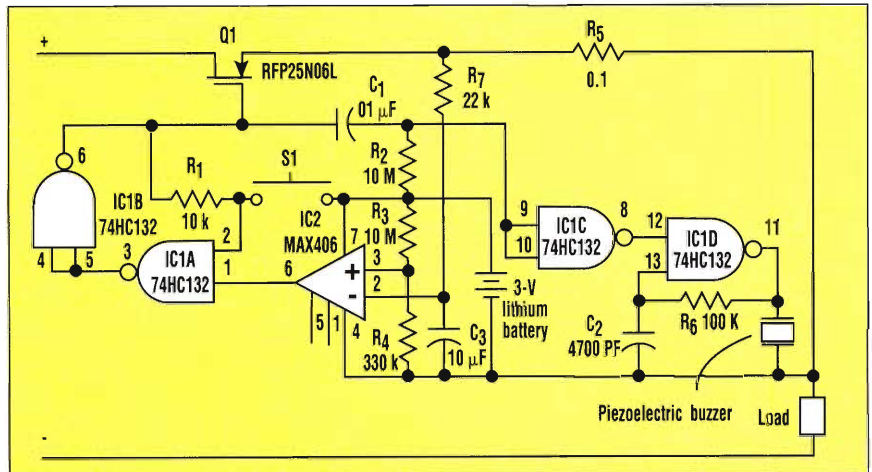 +
Q1
RFP25N06L
R5
0.1
R7
22 k
C1
01 µF
6
R1
10 k
S1
R2
10 M
IC1B
74HC132
IC2
MAX406
R3
10 M
9
10
IC1C
74HC132
8
12
11
IC1D
74HC132
13
4
5
3
2
IC1A
74HC132
1
6
7
+
3
-
2
5
1
4
3-V
lithium
battery
R4
330 k
C3
10 µF
C2
4700 PF
R6 100 K
Piezoelectric buzzer
Load
-